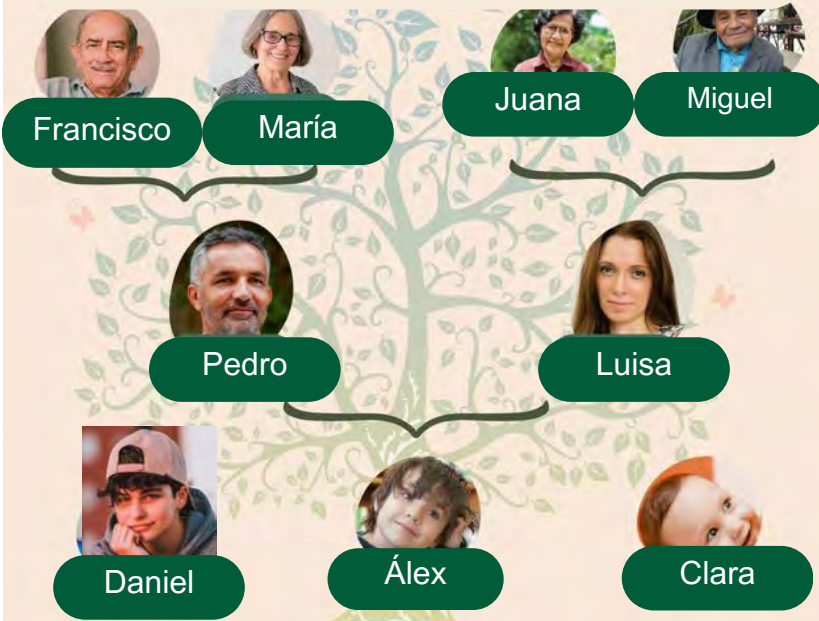 Francisco
María
Juana
Miguel
Pedro
Luisa
Daniel
Álex
Clara